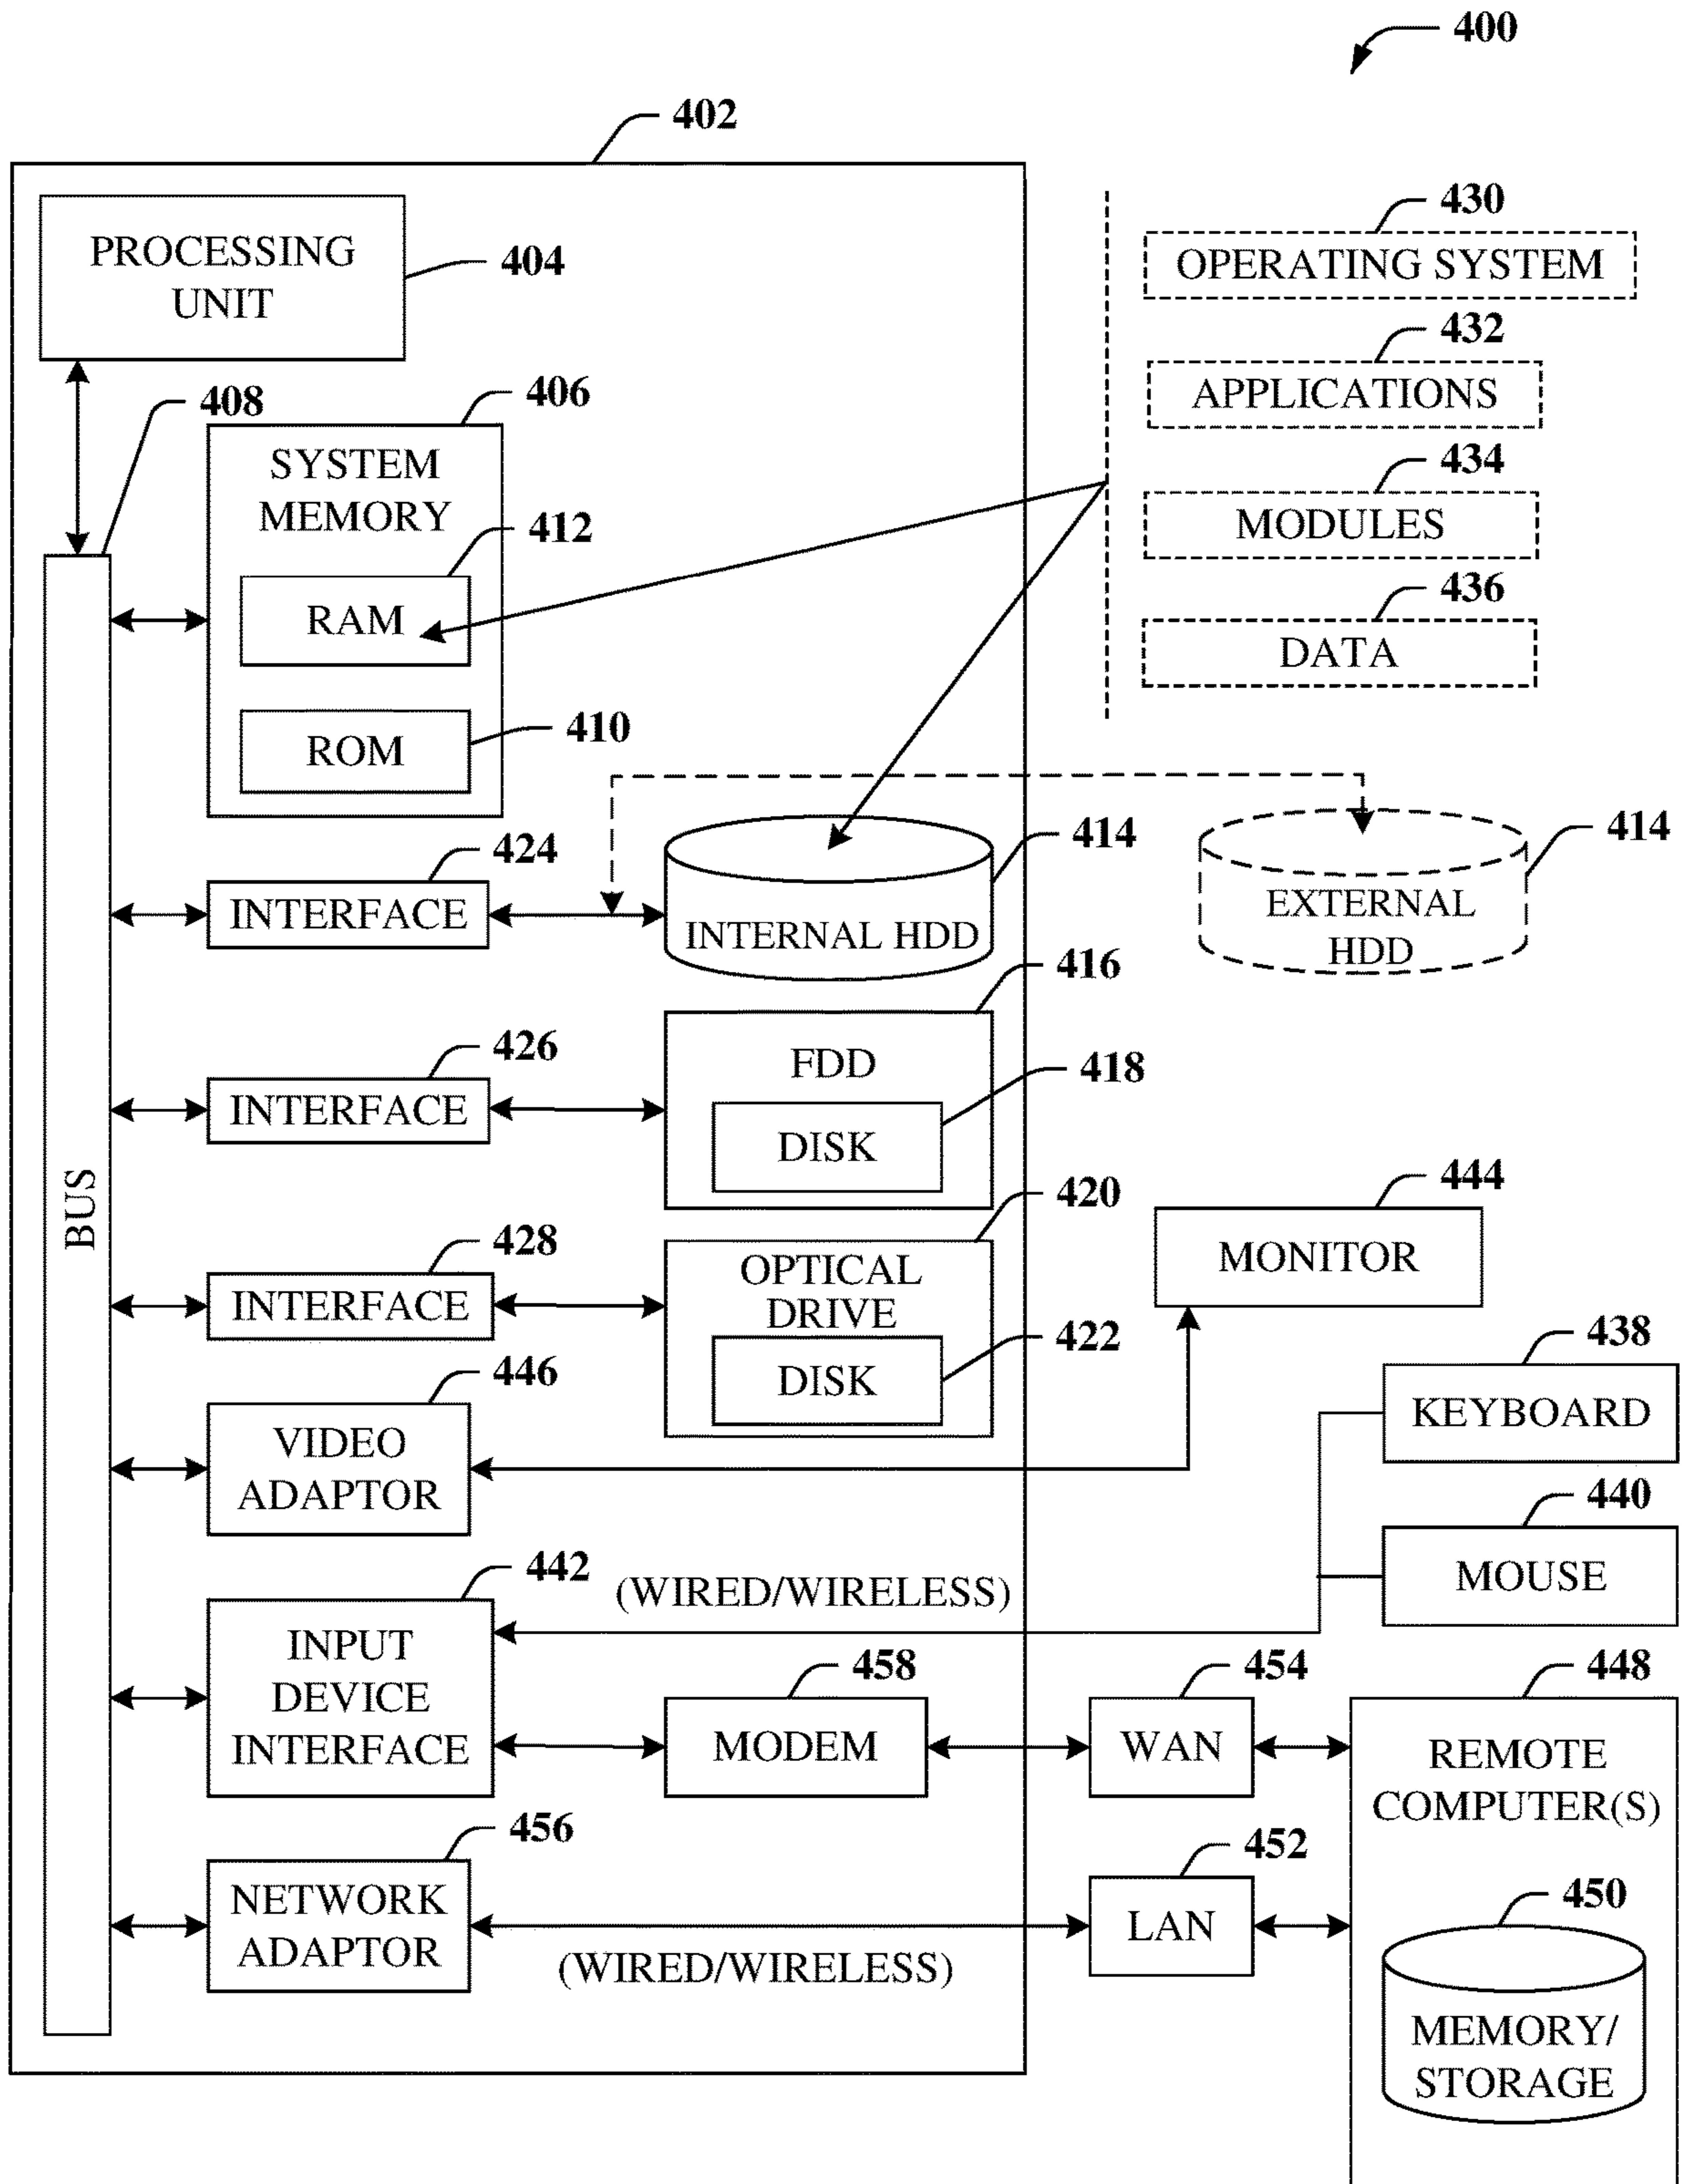 400
402
PROCESSING
UNIT
404
430
OPERATING SYSTEM
432
APPLICATIONS
434
MODULES
436
DATA
408
406
SYSTEM
MEMORY
412
RAM
410
ROM
424
INTERFACE
414
INTERNAL HDD
414
EXTERNAL
HDD
416
FDD
418
DISK
426
INTERFACE
BUS
420
OPTICAL
DRIVE
422
DISK
428
INTERFACE
444
MONITOR
446
VIDEO
ADAPTOR
438
KEYBOARD
440
MOUSE
442
INPUT
DEVICE
INTERFACE
(WIRED/WIRELESS)
458
MODEM
454
WAN
448
REMOTE
COMPUTER(S)
456
NETWORK
ADAPTOR
(WIRED/WIRELESS)
452
LAN
450
MEMORY/
STORAGE